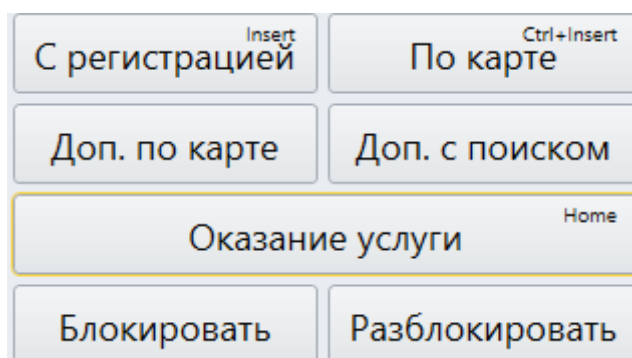 Insert
С регистрацией
Ctrl+Insert
По карте
Доп. по карте
Доп. с поиском
Home
Оказание услуги
Блокировать
Разблокировать